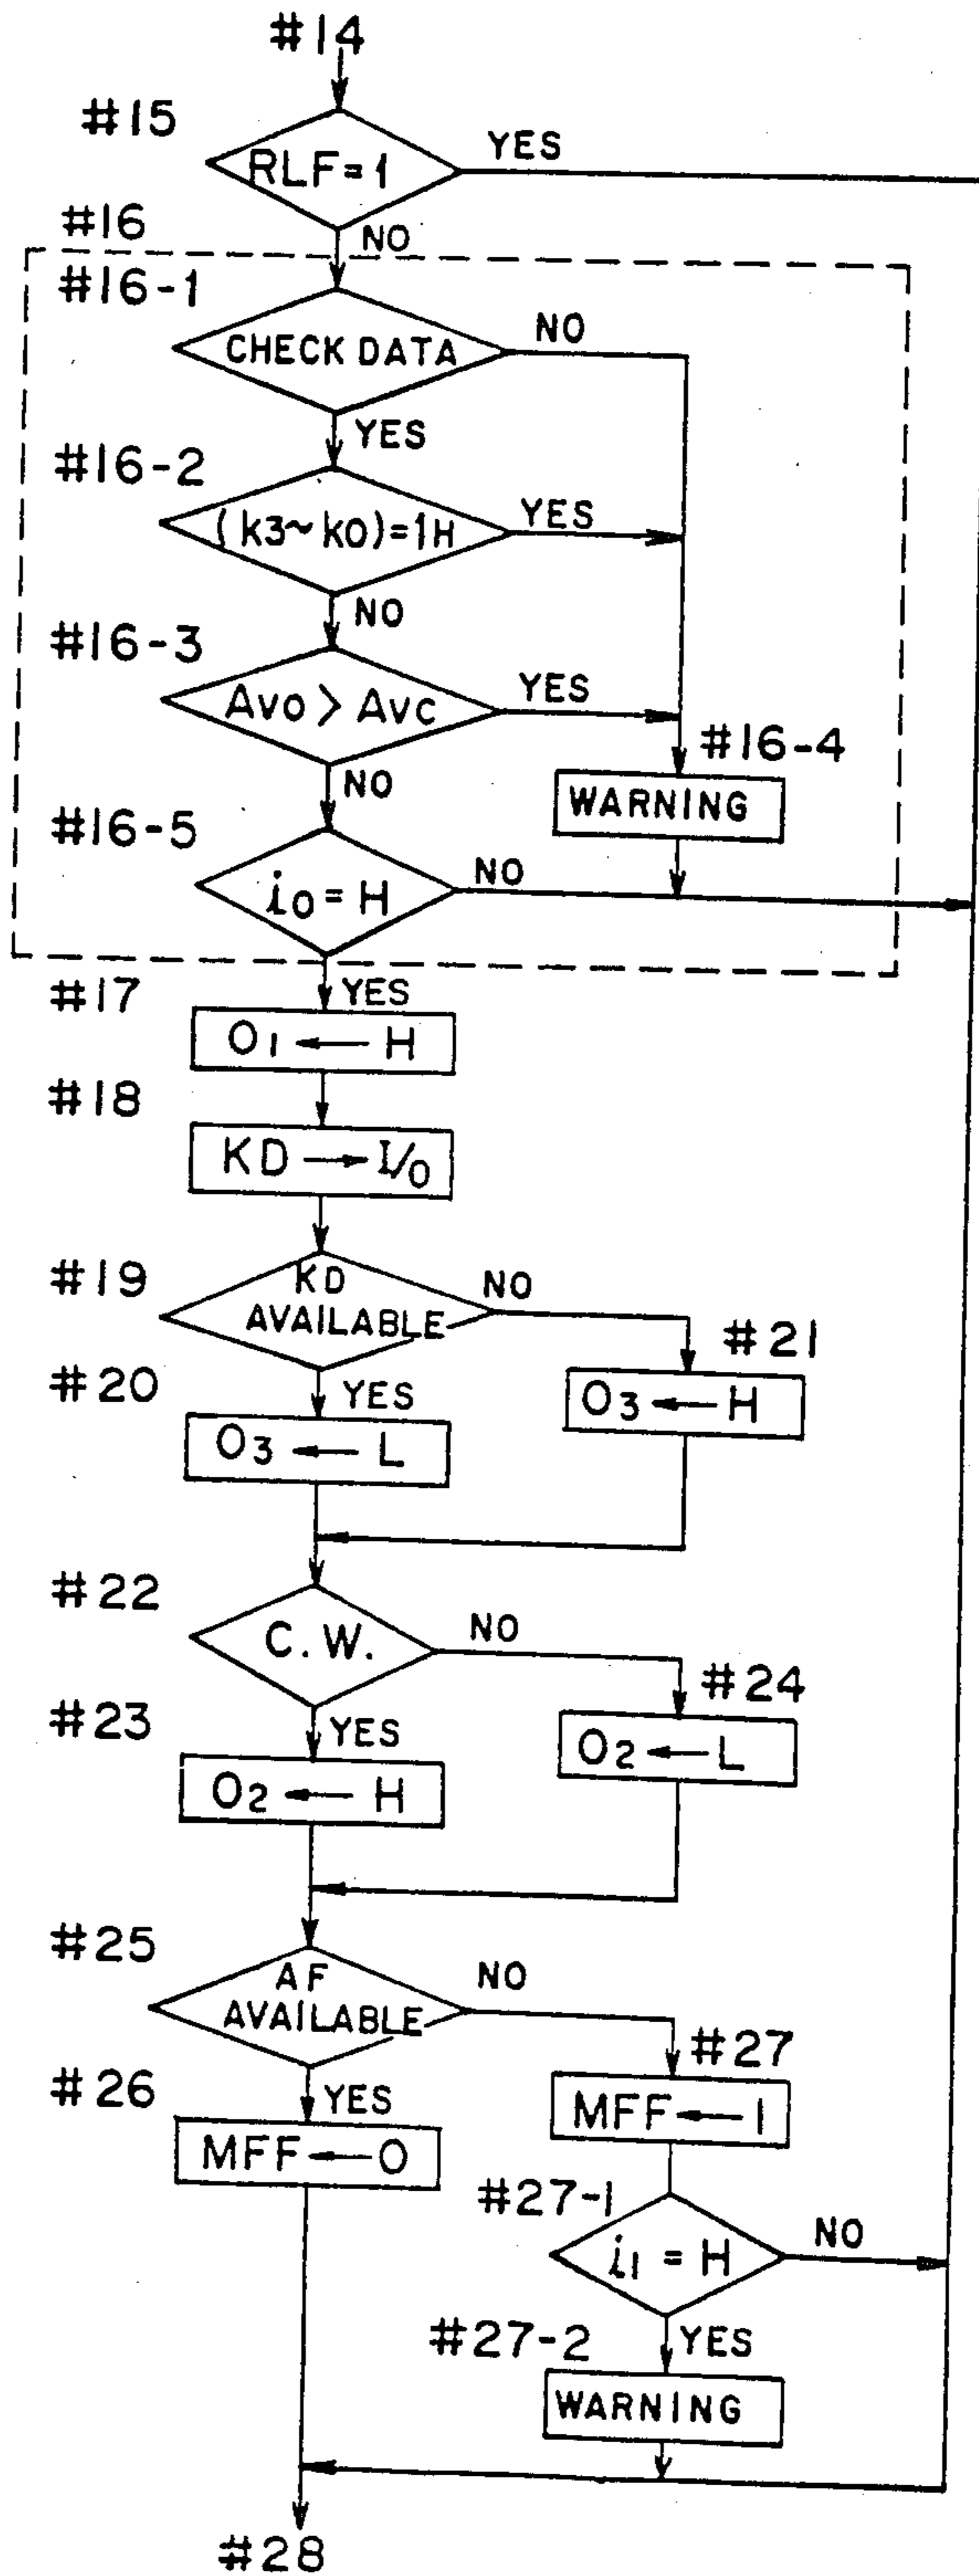 #14
#15
RLF=1
YES
#16
NO
#16-1
CHECK DATA
NO
YES
#16-2
(k3~k0)=1H
YES
NO
#16-3
Avo > Avc
YES
#16-4
NO
WARNING
#16-5
io = H
NO
#17
YES
O1 ← H
#18
KD → I/O
#19
KD
AVAILABLE
NO
#21
#20
YES
O3 ← H
O3 ← L
#22
C.W.
NO
#24
#23
YES
O2 ← L
O2 ← H
#25
AF
AVAILABLE
NO
#27
#26
YES
MFF ← 1
MFF ← 0
#27-1
i1 = H
NO
#27-2
YES
WARNING
#28